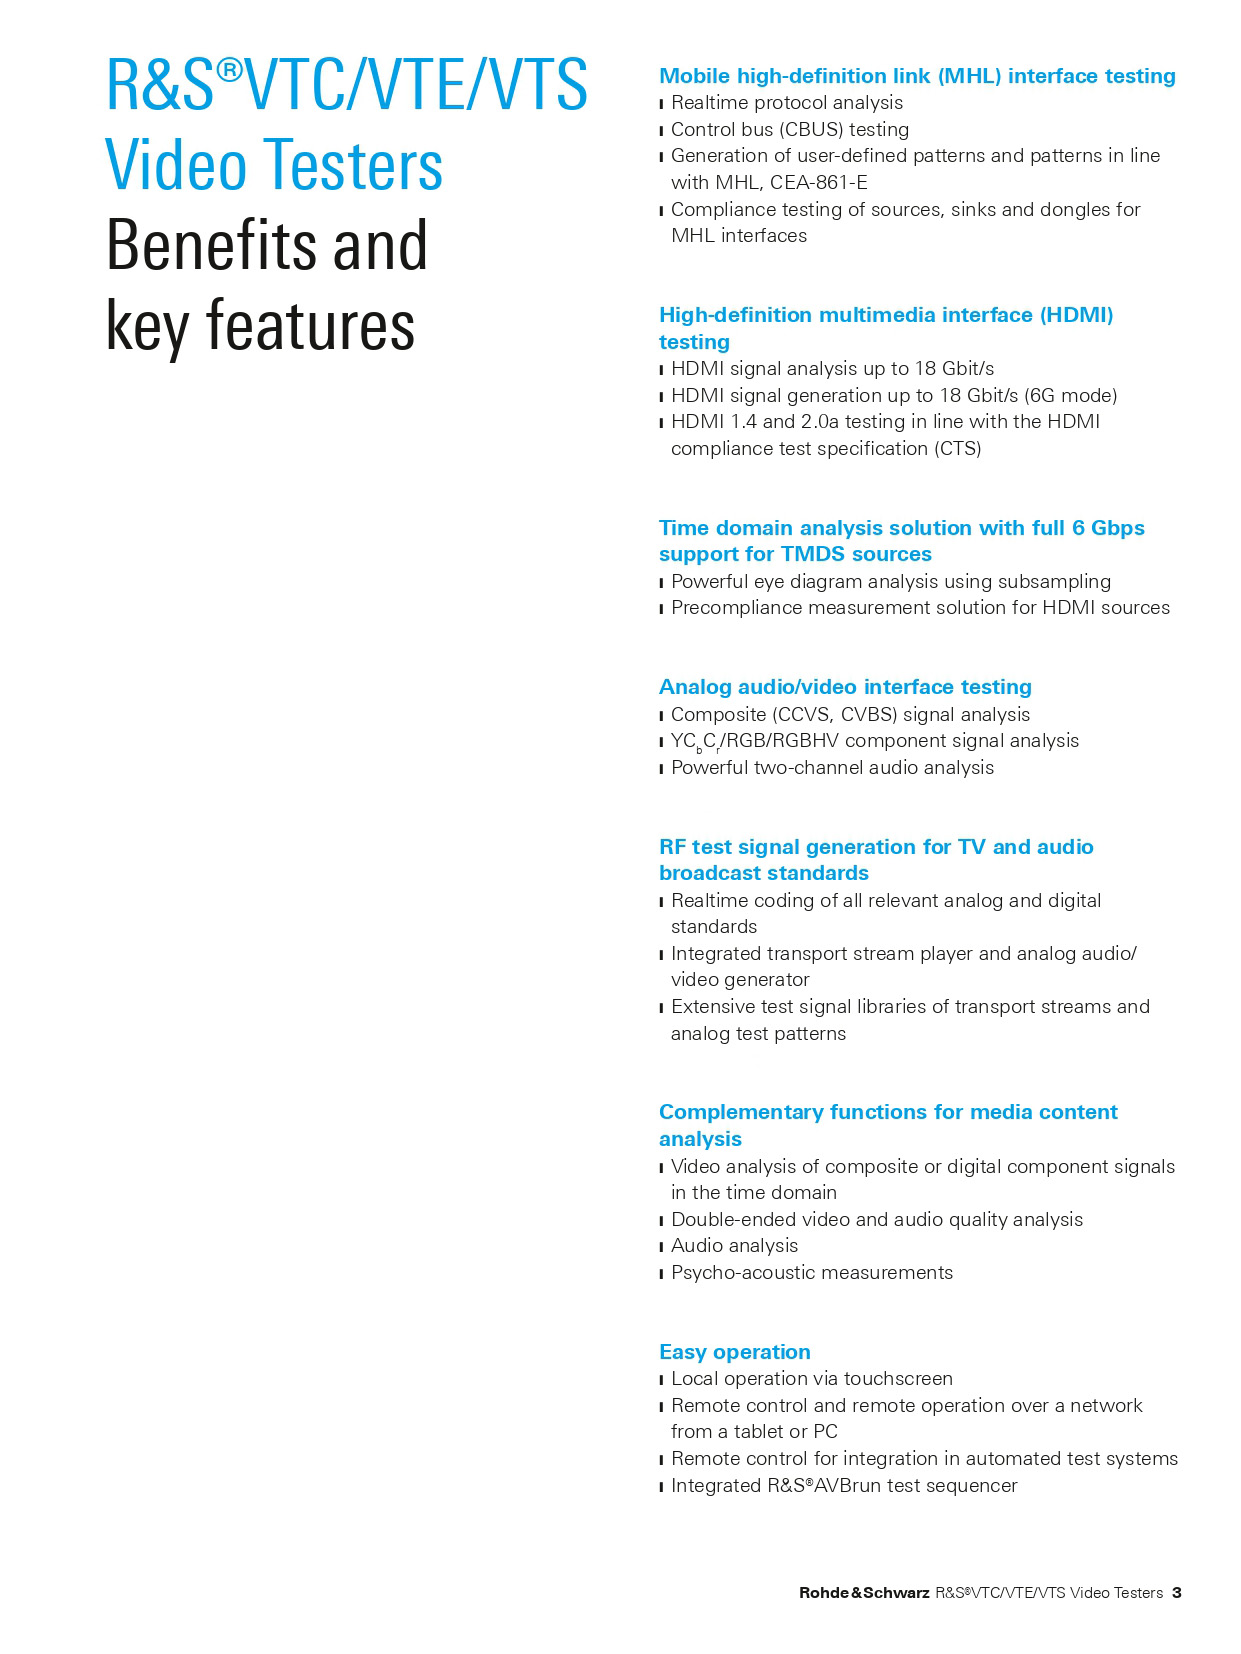 R&S®VTC/VTE/VTS
Video Testers
Benefits and
key features
Mobile high-definition link (MHL) interface testing
ı Realtime protocol analysis
ı Control bus (CBUS) testing
ı Generation of user-defined patterns and patterns in line
with MHL, CEA-861-E
ı Compliance testing of sources, sinks and dongles for
MHL interfaces
High-definition multimedia interface (HDMI)
testing
ı HDMI signal analysis up to 18 Gbit/s
ı HDMI signal generation up to 18 Gbit/s (6G mode)
ı HDMI 1.4 and 2.0a testing in line with the HDMI
compliance test specification (CTS)
Time domain analysis solution with full 6 Gbps
support for TMDS sources
ı Powerful eye diagram analysis using subsampling
ı Precompliance measurement solution for HDMI sources
Analog audio/video interface testing
ı Composite (CCVS, CVBS) signal analysis
ı YCbCr/RGB/RGBHV component signal analysis
ı Powerful two-channel audio analysis
RF test signal generation for TV and audio
broadcast standards
ı Realtime coding of all relevant analog and digital
standards
ı Integrated transport stream player and analog audio/
video generator
ı Extensive test signal libraries of transport streams and
analog test patterns
Complementary functions for media content
analysis
ı Video analysis of composite or digital component signals
in the time domain
ı Double-ended video and audio quality analysis
ı Audio analysis
ı Psycho-acoustic measurements
Easy operation
ı Local operation via touchscreen
ı Remote control and remote operation over a network
from a tablet or PC
ı Remote control for integration in automated test systems
ı Integrated R&S®AVBrun test sequencer
Rohde&Schwarz R&S®VTC/VTE/VTS Video Testers 3